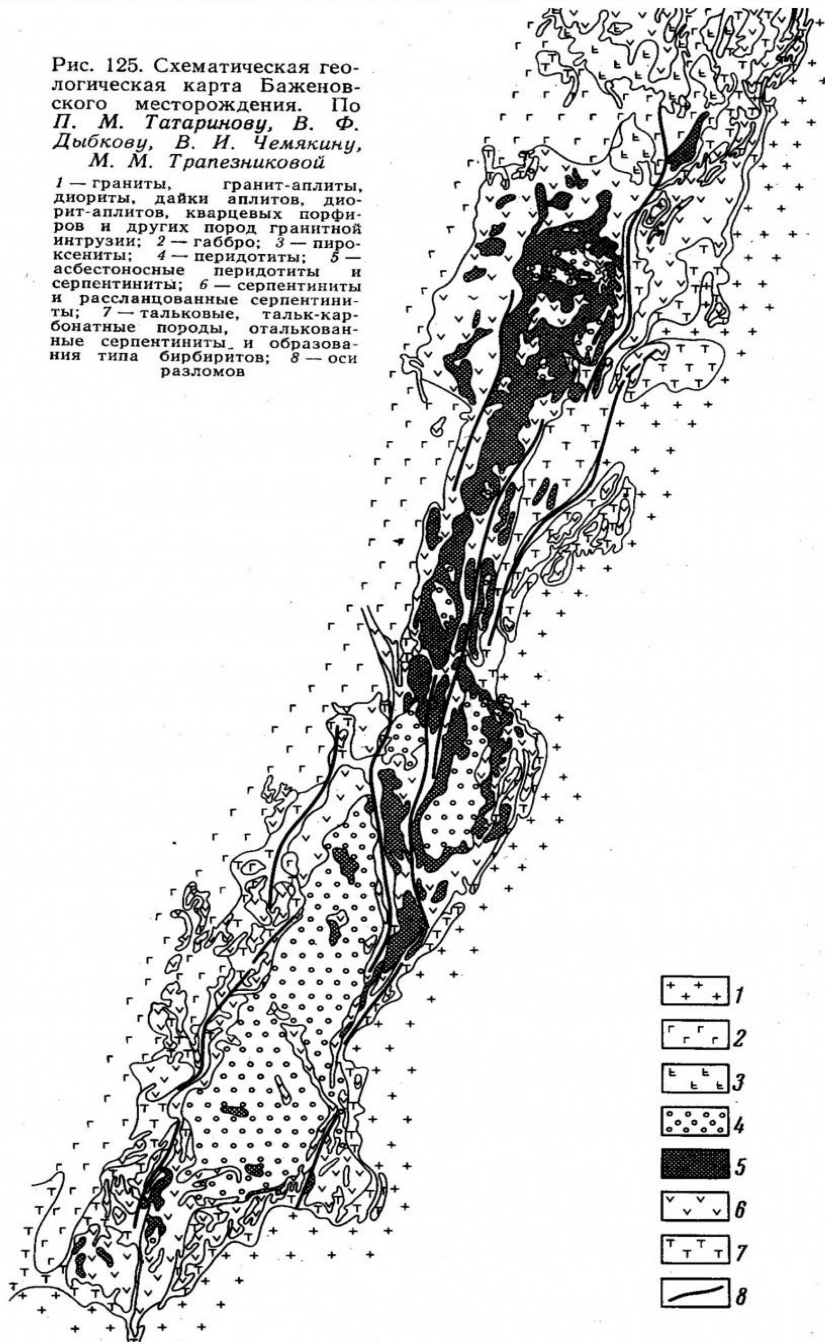 Рис. 125. Схематическая гео-
логическая карта Баженов-
ского месторождения. По
П. М. Татаринову, В. Ф.
Дыбкову, В. И. Чемякину,
М. М. Трапезниковой
1 — граниты, гранит-аплиты,
диориты, дайки аплитов, дио-
рит-аплитов, кварцевых порфи-
ров и других пород гранитной
интрузии; 2 — габбро; 3 — пиро-
ксениты; 4 — перидотиты; 5 —
асбестоносные перидотиты и
серпентиниты; 6 — серпентиниты
и рассланцованные серпентини-
ты; 7 — тальковые, тальк-кар-
бонатные породы, оталькован-
ные серпентиниты и образова-
ния типа бирбиритов; 8 — оси
разломов
1
2
3
4
5
6
7
8